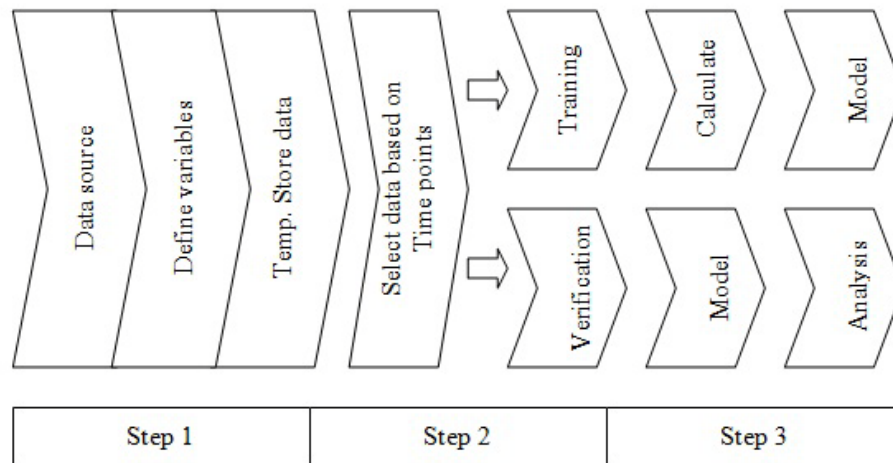 Data source
Define variables
Temp. Store data
Select data based on
Time points
Training
Calculate
Model
Verification
Model
Analysis
Step 1
Step 2
Step 3